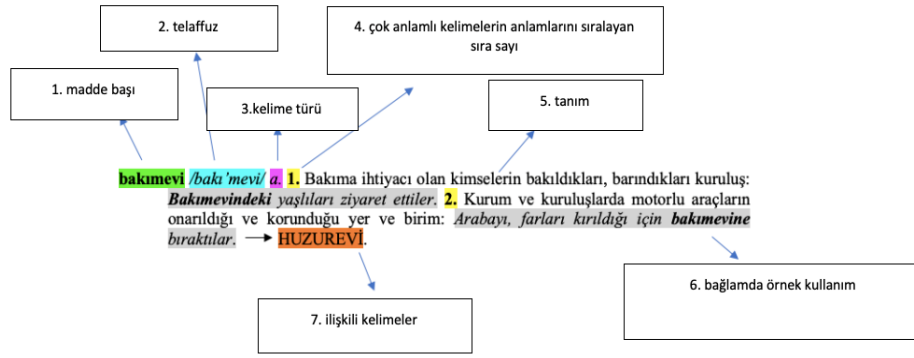 2. telaffuz
4. çok anlamlı kelimelerin anlamlarını sıralayan
sıra sayı
1. madde başı
3.kelime türü
5. tanım
bakımevi /bakı’mevi/ a. 1. Bakıma ihtiyacı olan kimselerin bakıldıkları, barındıkları kuruluş:
Bakımevindeki yaşlıları ziyaret ettiler. 2. Kurum ve kuruluşlarda motorlu araçların
onarıldığı ve korunduğu yer ve birim: Arabayı, farları kırıldığı için bakımevine
bıraktılar. → HUZUREVİ.
6. bağlamda örnek kullanım
7. ilişkili kelimeler